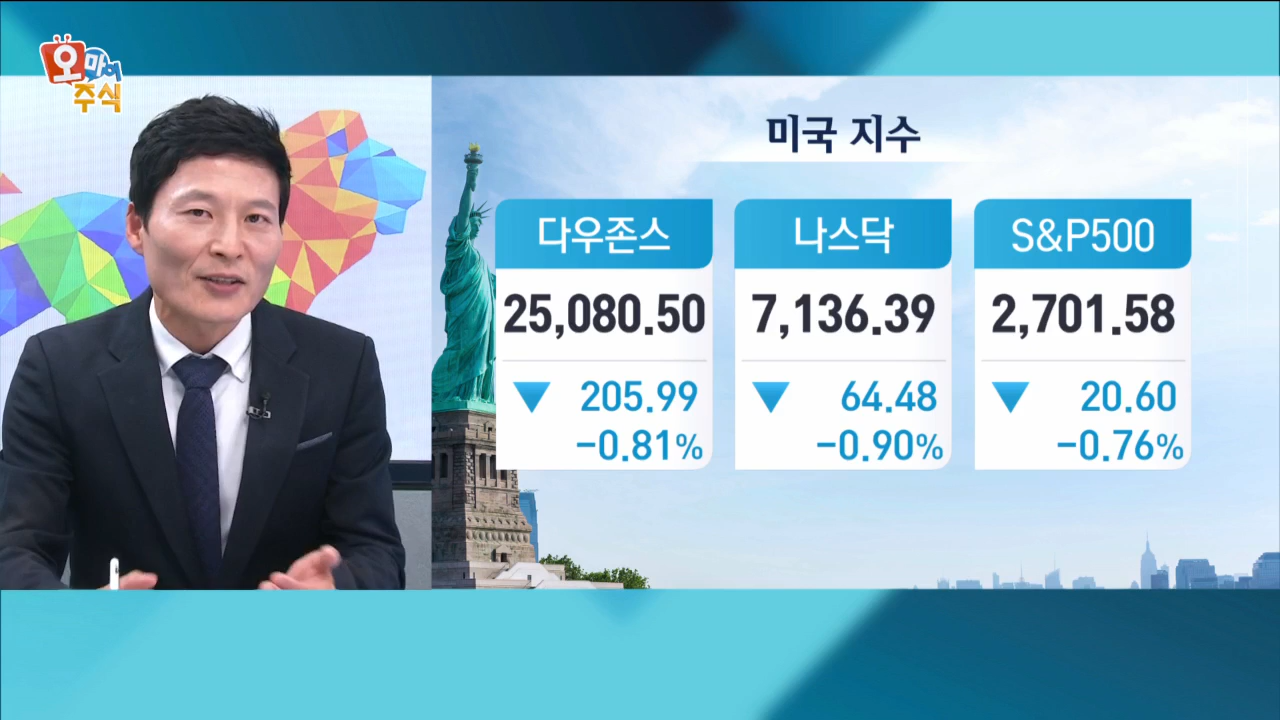 오마이
주식
미국 지수
다우존스
25,080.50
▼ 205.99
-0.81%
나스닥
7,136.39
▼ 64.48
-0.90%
S&P500
2,701.58
▼ 20.60
-0.76%